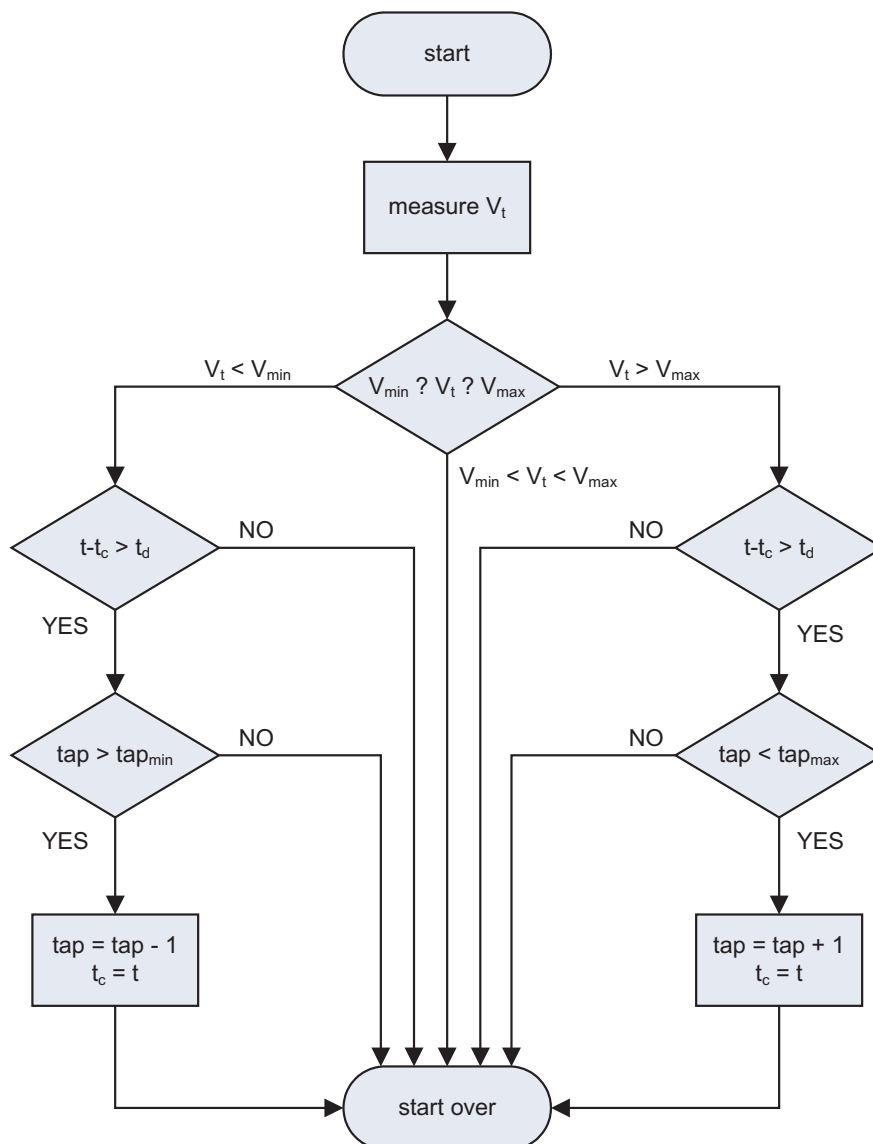 start
measure Vt
Vt < Vmin
Vmin ? Vt ? Vmax
Vt > Vmax
Vmin < Vt < Vmax
t-tc > td
NO
NO
t-tc > td
YES
YES
tap > tapmin
NO
NO
tap < tapmax
YES
YES
tap = tap - 1
tc = t
tap = tap + 1
tc = t
start over